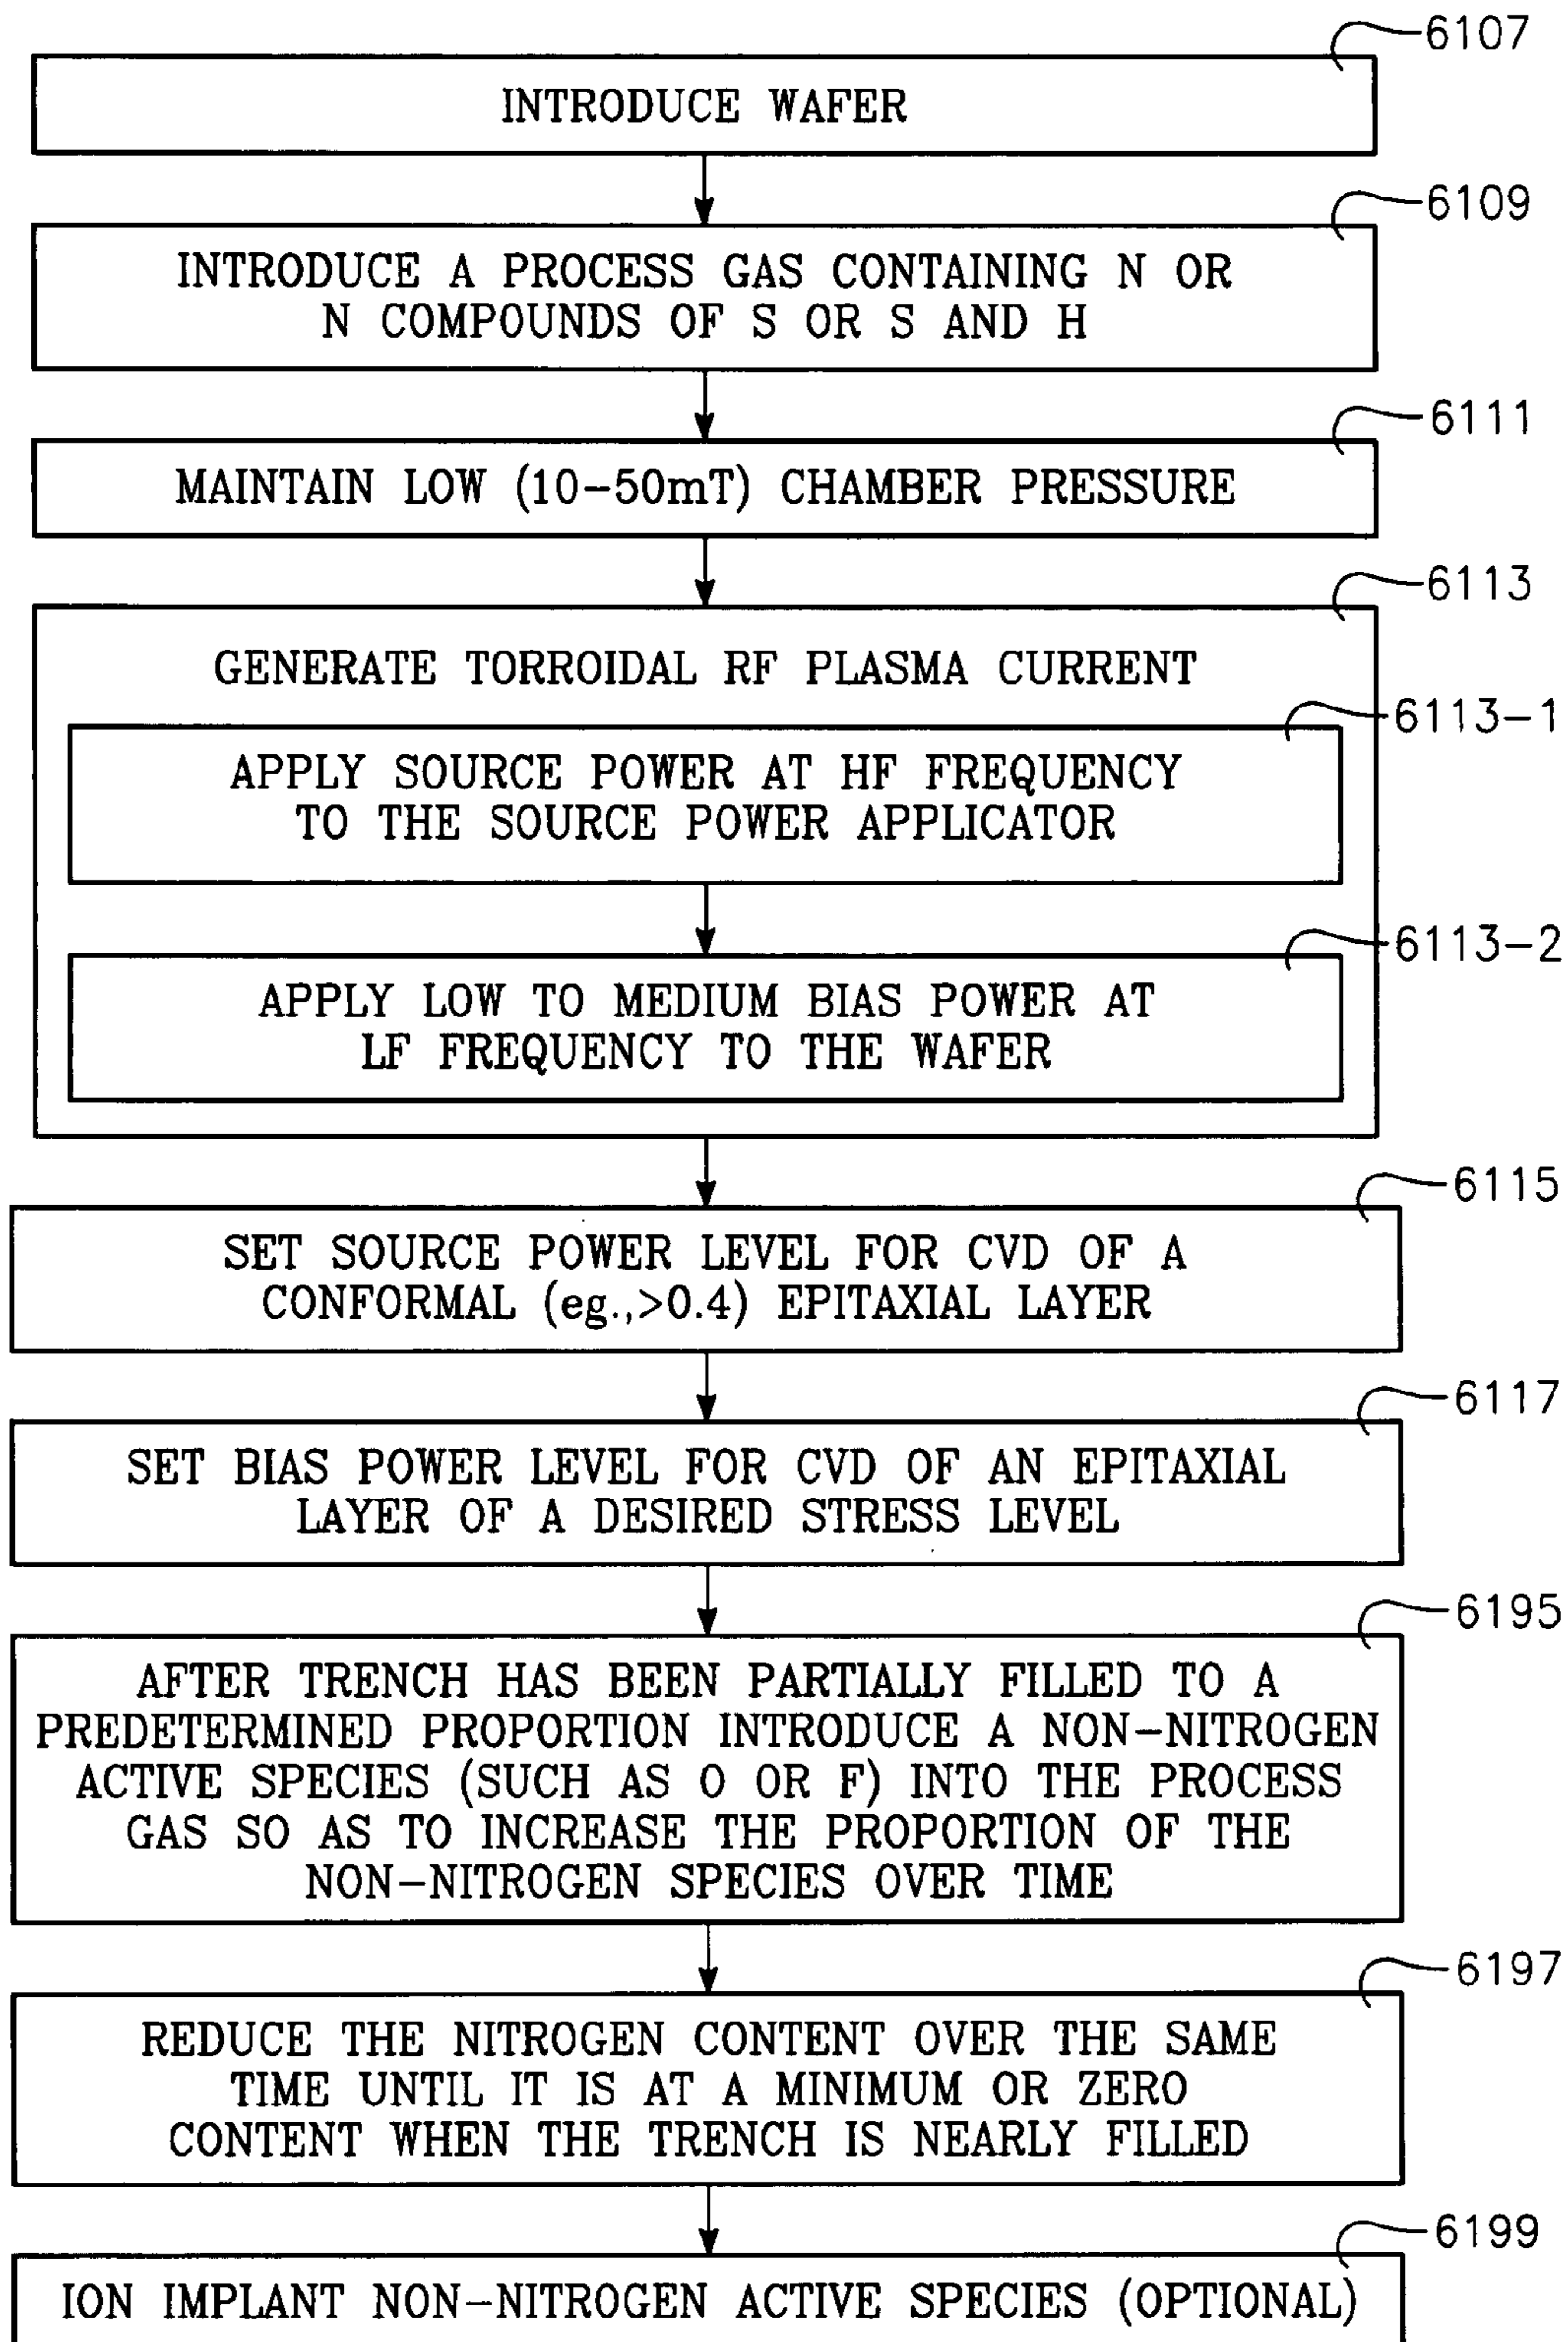 6107
INTRODUCE WAFER
6109
INTRODUCE A PROCESS GAS CONTAINING N OR
N COMPOUNDS OF S OR S AND H
6111
MAINTAIN LOW (10-50mT) CHAMBER PRESSURE
6113
GENERATE TORROIDAL RF PLASMA CURRENT
6113-1
APPLY SOURCE POWER AT HF FREQUENCY
TO THE SOURCE POWER APPLICATOR
6113-2
APPLY LOW TO MEDIUM BIAS POWER AT
LF FREQUENCY TO THE WAFER
6115
SET SOURCE POWER LEVEL FOR CVD OF A
CONFORMAL (eg.,>0.4) EPITAXIAL LAYER
6117
SET BIAS POWER LEVEL FOR CVD OF AN EPITAXIAL
LAYER OF A DESIRED STRESS LEVEL
6195
AFTER TRENCH HAS BEEN PARTIALLY FILLED TO A
PREDETERMINED PROPORTION INTRODUCE A NON-NITROGEN
ACTIVE SPECIES (SUCH AS O OR F) INTO THE PROCESS
GAS SO AS TO INCREASE THE PROPORTION OF THE
NON-NITROGEN SPECIES OVER TIME
6197
REDUCE THE NITROGEN CONTENT OVER THE SAME
TIME UNTIL IT IS AT A MINIMUM OR ZERO
CONTENT WHEN THE TRENCH IS NEARLY FILLED
6199
ION IMPLANT NON-NITROGEN ACTIVE SPECIES (OPTIONAL)